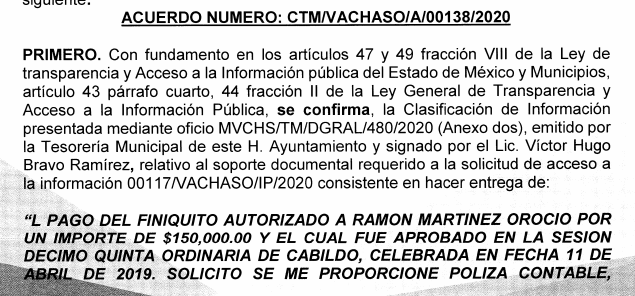 siguiente:
ACUERDO NUMERO: CTM/VACHASO/A/00138/2020
PRIMERO. Con fundamento en los artículos 47 y 49 fracción VIII de la Ley de
transparencia y Acceso a la Información pública del Estado de México y Municipios,
artículo 43 párrafo cuarto, 44 fracción II de la Ley General de Transparencia y
Acceso a la Información Pública, se confirma, la Clasificación de Información
presentada mediante oficio MVCHS/TM/DGRAL/480/2020 (Anexo dos), emitido por
la Tesorería Municipal de este H. Ayuntamiento y signado por el Lic. Víctor Hugo
Bravo Ramírez, relativo al soporte documental requerido a la solicitud de acceso a
la información 00117/VACHASO/IP/2020 consistente en hacer entrega de:
“L PAGO DEL FINIQUITO AUTORIZADO A RAMON MARTINEZ OROCIO POR
UN IMPORTE DE $150,000.00 Y EL CUAL FUE APROBADO EN LA SESION
DECIMO QUINTA ORDINARIA DE CABILDO, CELEBRADA EN FECHA 11 DE
ABRIL DE 2019. SOLICITO SE ME PROPORCIONE POLIZA CONTABLE,